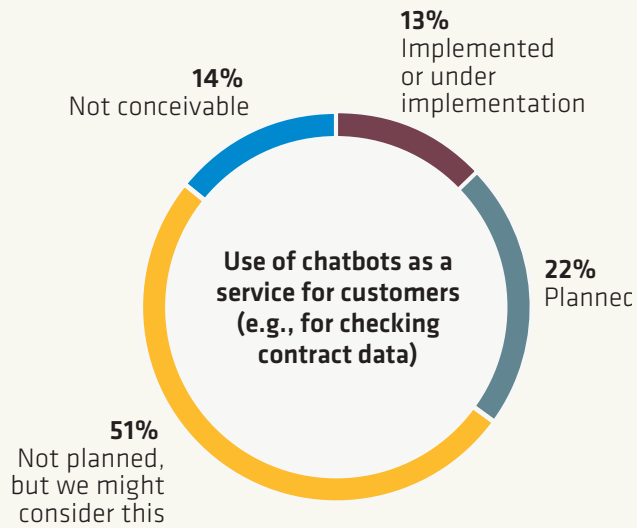 13%
Implemented
or under
implementation
14%
Not conceivable
Use of chatbots as a
service for customers
(e.g., for checking
contract data)
22%
Plannec
51%
Not planned,
but we might
consider this